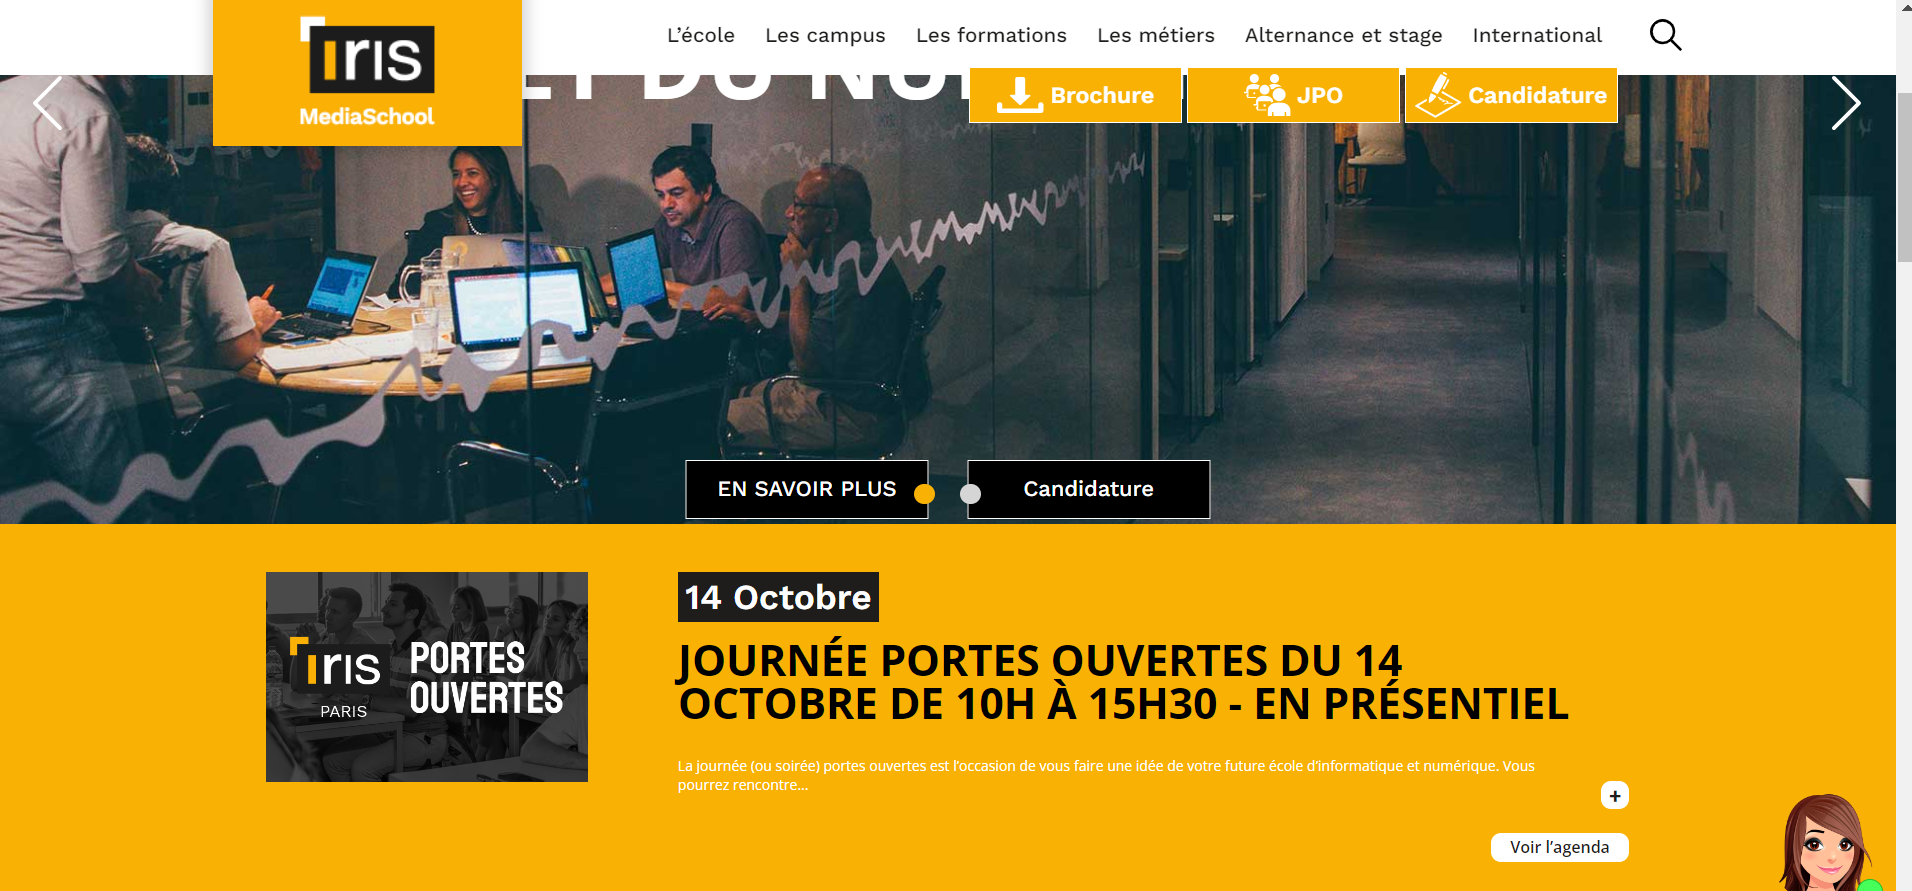 iris
MediaSchool
L’école Les campus Les formations Les métiers Alternance et stage International
Brochure JPO Candidature
EN SAVOIR PLUS Candidature
iris
PARIS
PORTES
OUVERTES
14 Octobre
JOURNÉE PORTES OUVERTES DU 14
OCTOBRE DE 10H À 15H30 - EN PRÉSENTIEL
La journée (ou soirée) portes ouvertes est l’occasion de vous faire une idée de votre future école d’informatique et numérique. Vous
pourrez rencontre...
+
Voir l’agenda